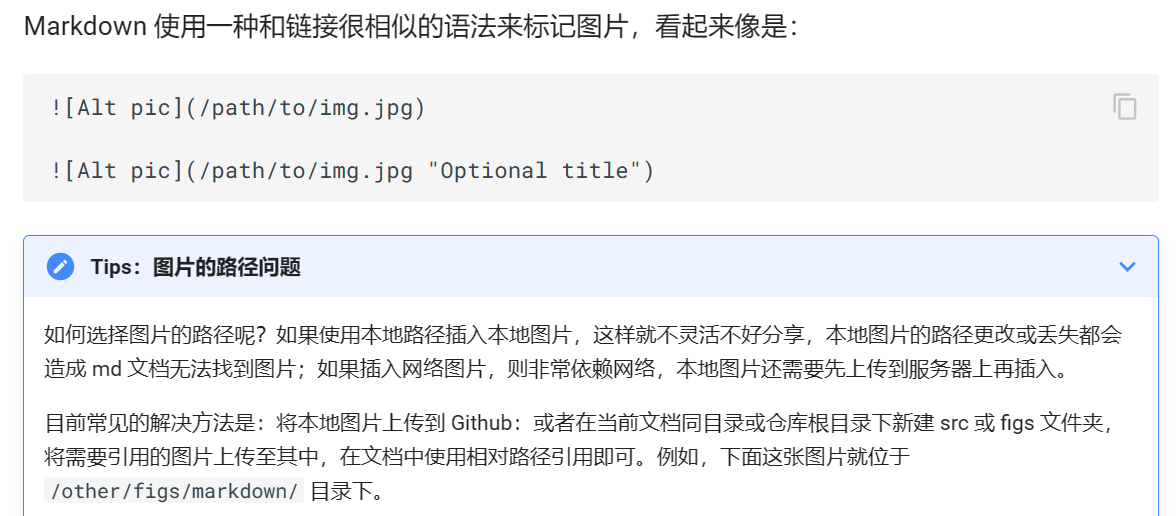 Markdown 使用一种和链接很相似的语法来标记图片，看起来像是：
![Alt pic](/path/to/img.jpg)
![Alt pic](/path/to/img.jpg "Optional title")
Tips：图片的路径问题
如何选择图片的路径呢？如果使用本地路径插入本地图片，这样就不灵活不好分享，本地图片的路径更改或丢失都会
造成 md 文档无法找到图片；如果插入网络图片，则非常依赖网络，本地图片还需要先上传到服务器上再插入。
目前常见的解决方法是：将本地图片上传到 Github：或者在当前文档同目录或仓库根目录下新建 src 或 figs 文件夹，
将需要引用的图片上传至其中，在文档中使用相对路径引用即可。例如，下面这张图片就位于
/other/figs/markdown/ 目录下。